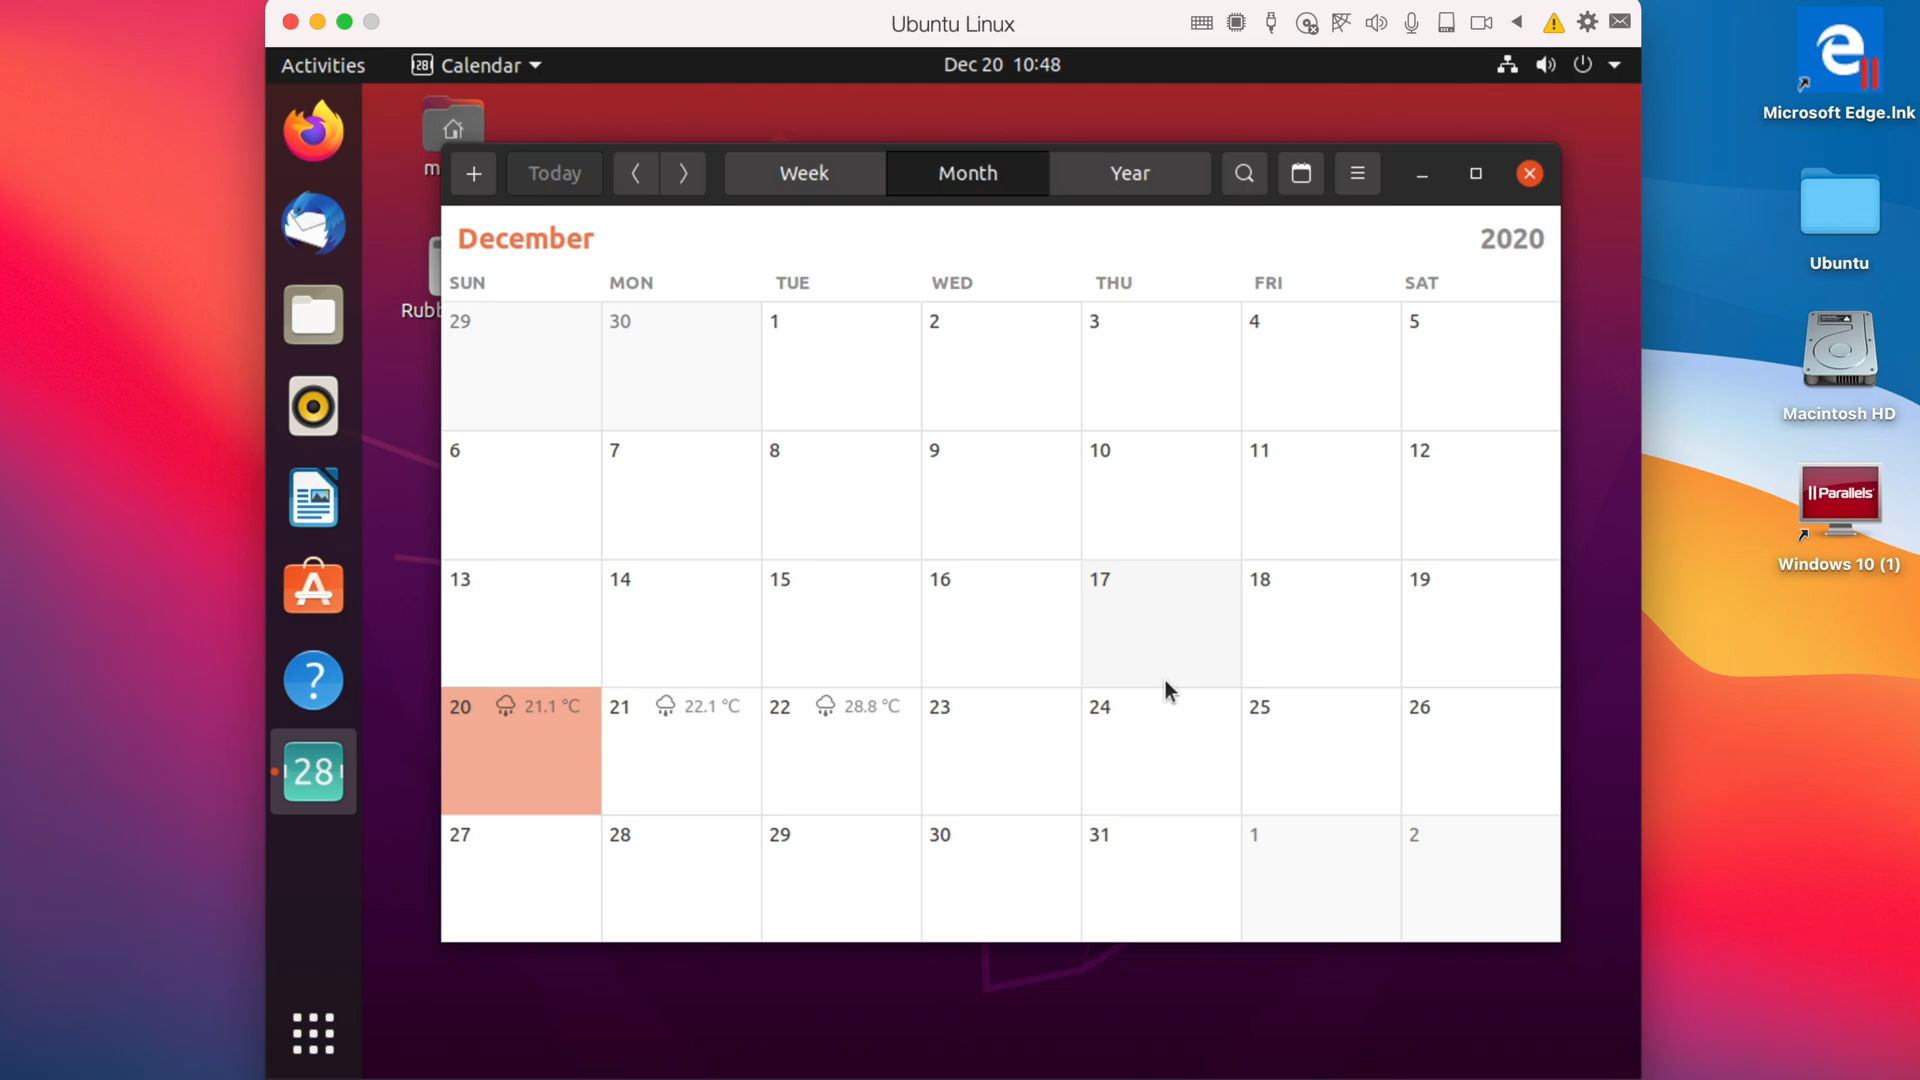 Ubuntu Linux
Activities
28
Calendar
Dec 20 10:48
m
Rubb
Today
Week
Month
Year
December
2020
SUN
MON
TUE
WED
THU
FRI
SAT
29
30
1
2
3
4
5
6
7
8
9
10
11
12
13
14
15
16
17
18
19
20
21.1 °C
21
22.1 °C
22
28.8 °C
23
24
25
26
27
28
29
30
31
1
2
?
28
Microsoft Edge.lnk
Ubuntu
Macintosh HD
Parallels
Windows 10 (1)